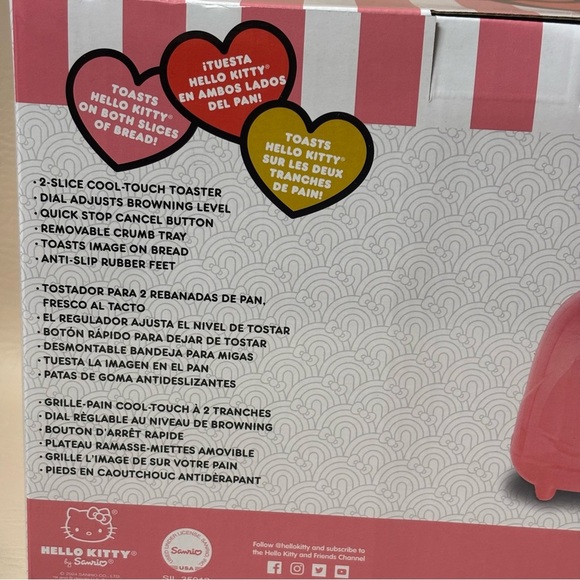 TOASTS
HELLO KITTY®
ON BOTH SLICES
OF BREAD!
¡TUESTA
HELLO KITTY®
EN AMBOS LADOS
DEL PAN!
TOASTS
HELLO KITTY®
SUR LES DEUX
TRANCHES
DE PAIN!
· 2-SLICE COOL-TOUCH TOASTER
· DIAL ADJUSTS BROWNING LEVEL
· QUICK STOP CANCEL BUTTON
· REMOVABLE CRUMB TRAY
· TOASTS IMAGE ON BREAD
· ANTI-SLIP RUBBER FEET
· TOSTADOR PARA 2 REBANADAS DE PAN,
FRESCO AL TACTO
· EL REGULADOR AJUSTA EL NIVEL DE TOSTAR
· BOTÓN RÁPIDO PARA DEJAR DE TOSTAR
· DESMONTABLE BANDEJA PARA MIGAS
· TUESTA LA IMAGEN EN EL PAN
· PATAS DE GOMA ANTIDESLIZANTES
· GRILLE-PAIN COOL-TOUCH À 2 TRANCHES
· DIAL RÉGLABLE AU NIVEAU DE BROWNING
· BOUTON D'ARRÊT RAPIDE
· PLATEAU RAMASSE-MIETTES AMOVIBLE
· GRILLE L'IMAGE DE SUR VOTRE PAIN
· PIEDS EN CAOUTCHOUC ANTIDÉRAPANT
HELLO KITTY®
by Sanrio®
Sanrio
USA
Follow @hellokitty and subscribe to
the Hello Kitty and Friends Channel